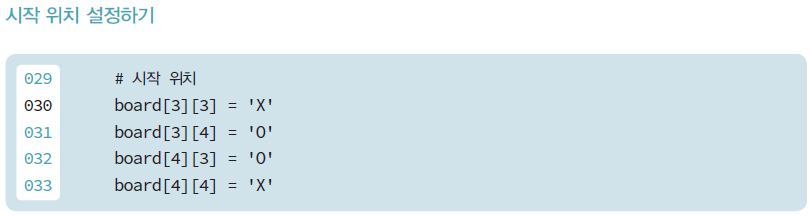 시작 위치 설정하기
029 # 시작 위치
030 board[3][3] = 'X'
031 board[3][4] = 'O'
032 board[4][3] = 'O'
033 board[4][4] = 'X'